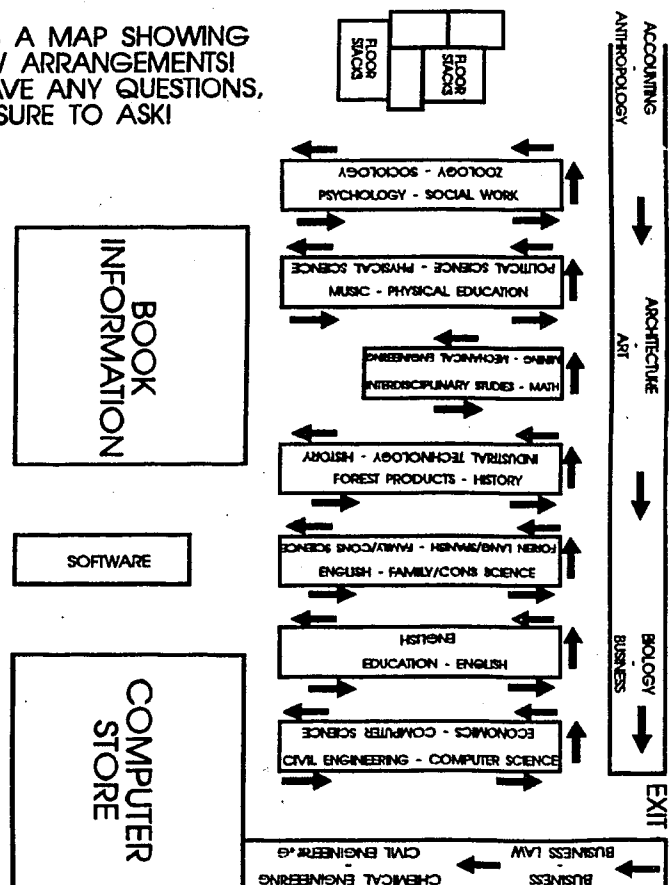 A MAP SHOWING
ARRANGEMENTS!
AVE ANY QUESTIONS,
SURE TO ASK!
FLOOR
STACKS
FLOOR
STACKS
ACCOUNTING
-
ANTHROPOLOGY
ZOOLOGY - SOCIOLOGY
PSYCHOLOGY - SOCIAL WORK
POLITICAL SCIENCE - PHYSICAL SCIENCE
MUSIC - PHYSICAL EDUCATION
ARCHITECTURE
-
ART
BOOK
INFORMATION
MINING - MECHANICAL ENGINEERING
INTERDISCIPLINARY STUDIES - MATH
INDUSTRIAL TECHNOLOGY - HISTORY
FOREST PRODUCTS - HISTORY
SOFTWARE
FOREIN LANG/SPANISH - FAMILY/CONS SCIENCE
ENGLISH - FAMILY/CONS SCIENCE
BIOLOGY
-
BUSINESS
ENGLISH
EDUCATION - ENGLISH
COMPUTER
STORE
ECONOMICS - COMPUTER SCIENCE
CIVIL ENGINEERING - COMPUTER SCIENCE
EXIT
BUSINESS
-
BUSINESS LAW
CHEMICAL ENGINEERING
-
CIVIL